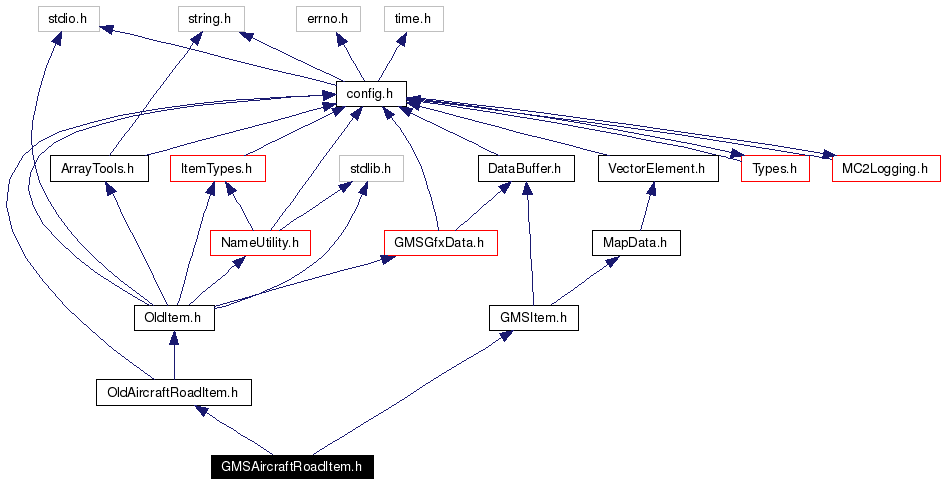 stdio.h
string.h
errno.h
time.h
config.h
ArrayTools.h
ItemTypes.h
stdlib.h
DataBuffer.h
VectorElement.h
Types.h
MC2Logging.h
NameUtility.h
GMSGfxData.h
MapData.h
OldItem.h
GMSItem.h
OldAircraftRoadItem.h
GMSAircraftRoadItem.h